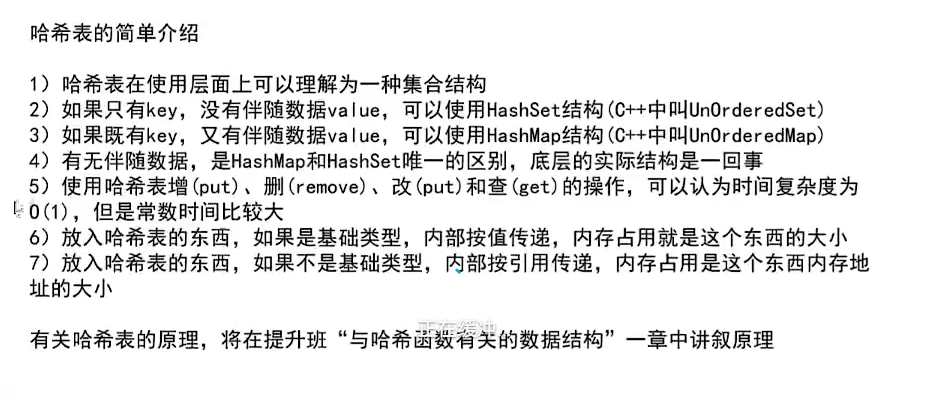 哈希表的简单介绍
1）哈希表在使用层面上可以理解为一种集合结构
2）如果只有key，没有伴随数据value，可以使用HashSet结构(C++中叫UnOrderedSet)
3）如果既有key，又有伴随数据value，可以使用HashMap结构(C++中叫UnOrderedMap)
4）有无伴随数据，是HashMap和HashSet唯一的区别，底层的实际结构是一回事
5）使用哈希表增(put)、删(remove)、改(put)和查(get)的操作，可以认为时间复杂度为
O(1)，但是常数时间比较大
6）放入哈希表的东西，如果是基础类型，内部按值传递，内存占用就是这个东西的大小
7）放入哈希表的东西，如果不是基础类型，内部按引用传递，内存占用是这个东西内存地
址的大小
正在缓冲
有关哈希表的原理，将在提升班“与哈希函数有关的数据结构”一章中讲叙原理